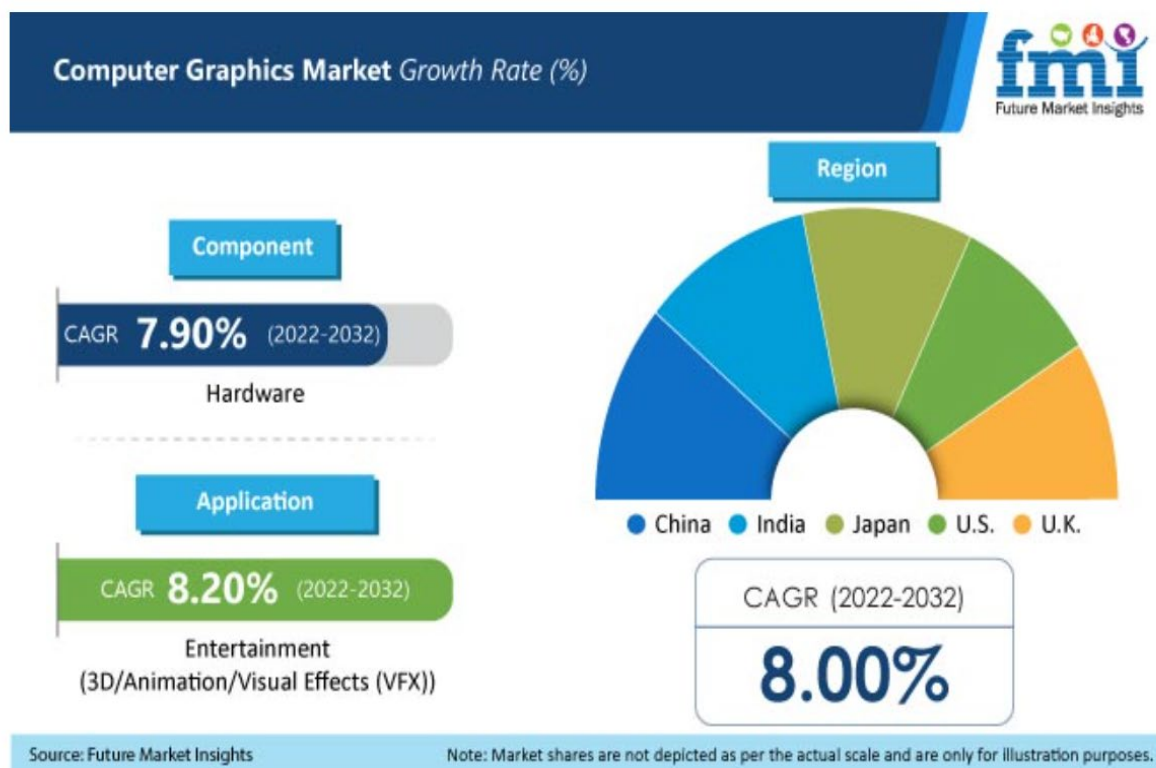 Computer Graphics Market Growth Rate (%)
fmi
Future Market Insights
Component
CAGR 7.90% (2022-2032)
Hardware
Application
CAGR 8.20% (2022-2032)
Entertainment
(3D/Animation/Visual Effects (VFX))
Region
China India Japan U.S. U.K.
CAGR (2022-2032)
8.00%
Source: Future Market Insights
Note: Market shares are not depicted as per the actual scale and are only for illustration purposes.